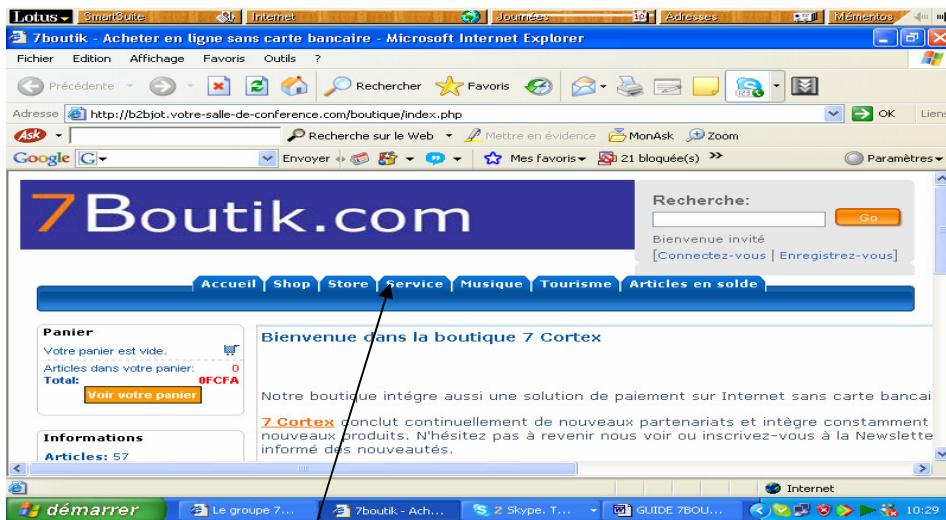 Lotus SmartSuite Internet Journées 10 Adresses Mémentos
7boutik - Acheter en ligne sans carte bancaire - Microsoft Internet Explorer
Fichier Edition Affichage Favoris Outils ?
Précédente Rechercher Favoris
Adresse http://b2bjot.votre-salle-de-conference.com/boutique/index.php OK Liens
Ask Recherche sur le Web Mettre en évidence MonAsk Zoom
Google G Envoyer Mes favoris 21 bloquée(s) Paramètres
7Boutik.com
Recherche:
Go
Bienvenue invité
[Connectez-vous | Enregistrez-vous]
Accueil Shop Store Service Musique Tourisme Articles en solde
Panier
Votre panier est vide.
Articles dans votre panier: 0
Total: 0FCFA
Voir votre panier
Informations
Articles: 57
Bienvenue dans la boutique 7 Cortex
Notre boutique intégre aussi une solution de paiement sur Internet sans carte bancai
7 Cortex conclut continuellement de nouveaux partenariats et intègre constamment
nouveaux produits. N'hésitez pas à revenir nous voir ou inscrivez-vous à la Newslette
informé des nouveautés.
Internet
démarrer Le groupe 7... 7boutik - Ach... 2 Skype. T... GUIDE 7BOU... 10:29